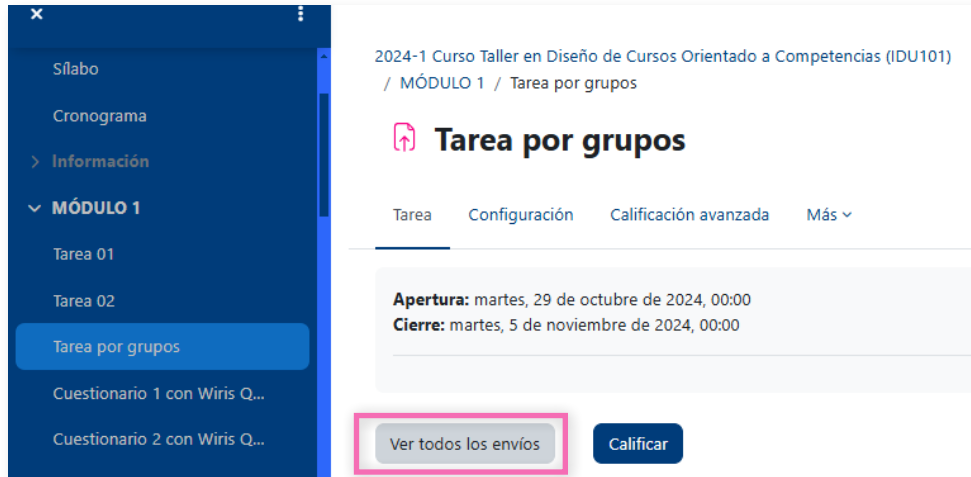 ×
Sílabo
Cronograma
Información
MÓDULO 1
Tarea 01
Tarea 02
Tarea por grupos
Cuestionario 1 con Wiris Q...
Cuestionario 2 con Wiris Q...
2024-1 Curso Taller en Diseño de Cursos Orientado a Competencias (IDU101)
/ MÓDULO 1 / Tarea por grupos
Tarea por grupos
Tarea Configuración Calificación avanzada Más
Apertura: martes, 29 de octubre de 2024, 00:00
Cierre: martes, 5 de noviembre de 2024, 00:00
Ver todos los envíos Calificar